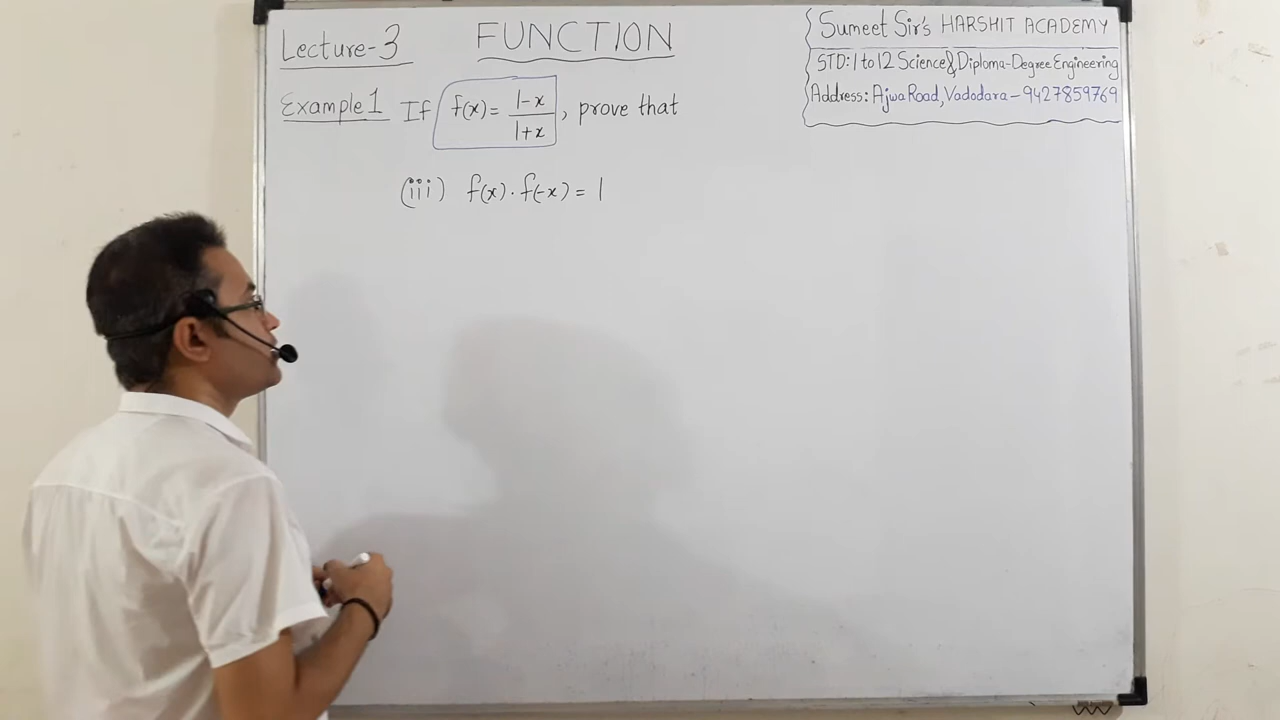 Lecture-3
FUNCTION
Sumeet Sir's HARSHIT ACADEMY
STD: 1 to 12 Science & Diploma-Degree Engineering
Address: Ajwa Road, Vadodara - 9427859769
Example 1 If f(x) = 1-x / 1+x, prove that
(iii) f(x) . f(-x) = 1